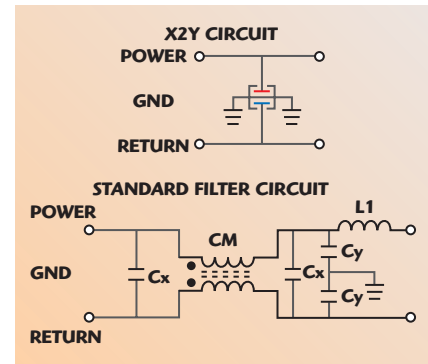 X2Y CIRCUIT
POWER
GND
RETURN
STANDARD FILTER CIRCUIT
L1
POWER
CM
Cy
GND
Cx
Cx
Cy
RETURN